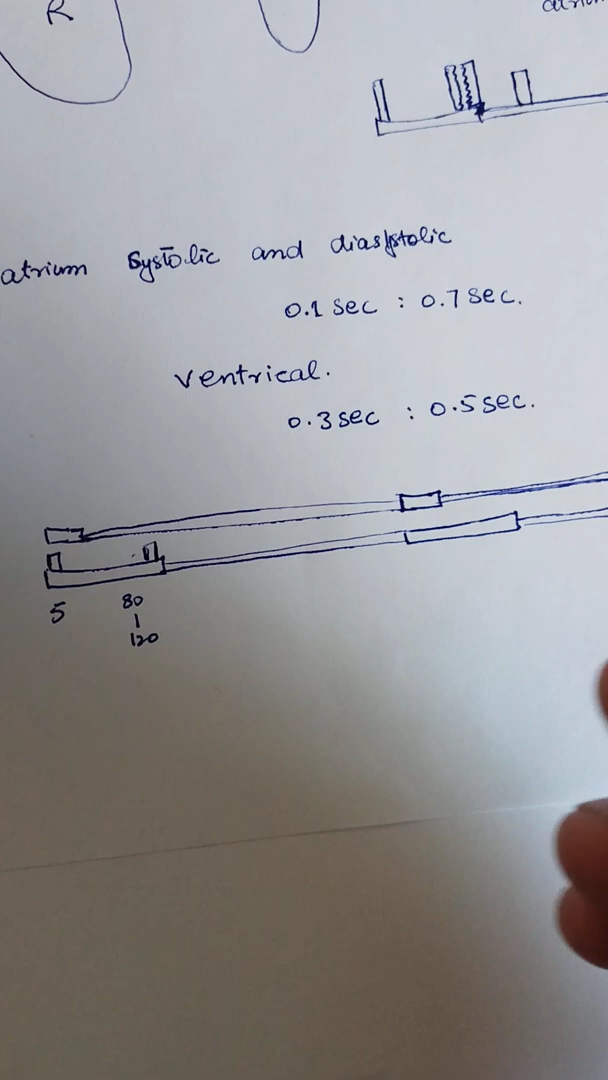 R
atrium systolic and diasystolic
0.1 sec : 0.7 sec.
ventrical.
0.3 sec : 0.5 sec.
5 80
120